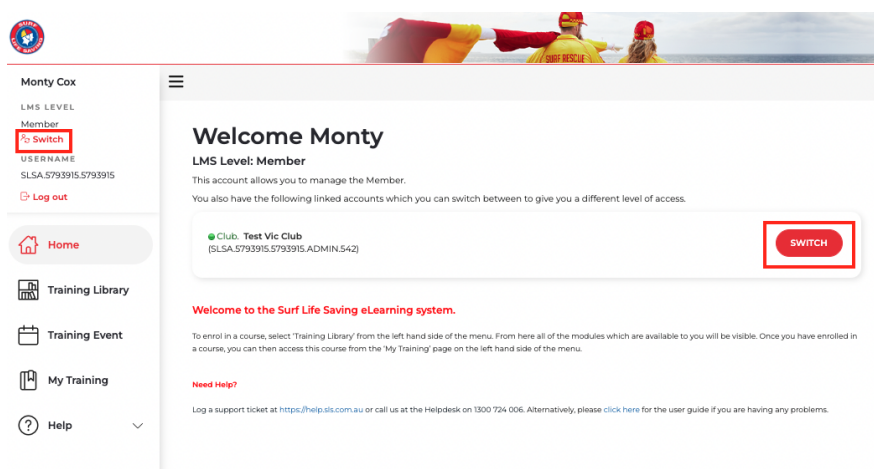 SURF
LIFE SAVING
SURF RESCUE
Monty Cox
LMS LEVEL
Member
Switch
USERNAME
SLSA.5793915.5793915
Log out
Home
Training Library
Training Event
My Training
Help
Welcome Monty
LMS Level: Member
This account allows you to manage the Member.
You also have the following linked accounts which you can switch between to give you a different level of access.
Club. Test Vic Club
(SLSA.5793915.5793915.ADMIN.542)
SWITCH
Welcome to the Surf Life Saving eLearning system.
To enrol in a course, select 'Training Library' from the left hand side of the menu. From here all of the modules which are available to you will be visible. Once you have enrolled in
a course, you can then access this course from the 'My Training' page on the left hand side of the menu.
Need Help?
Log a support ticket at https://help.sls.com.au or call us at the Helpdesk on 1300 724 006. Alternatively, please click here for the user guide if you are having any problems.